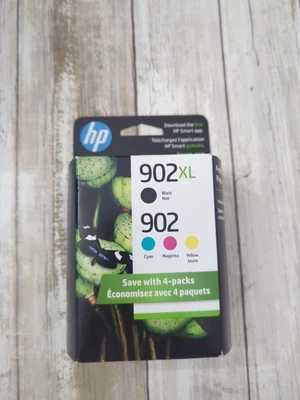 Download the free
HP Smart app.
Téléchargez l'application
HP Smart gratuite.
hp
902XL
Black
Noir
902
Cyan
Magenta
Yellow
Jaune
Save with 4-packs
Économisez avec 4 paquets